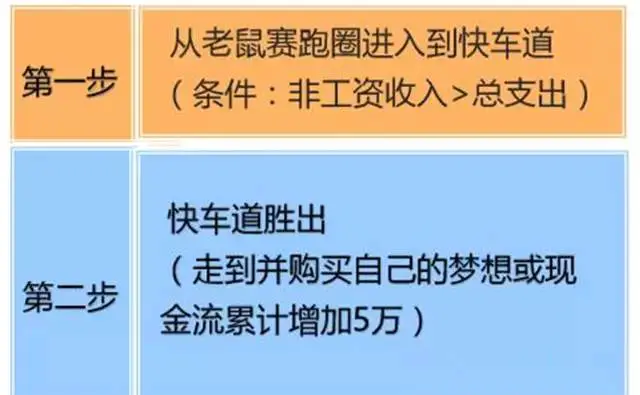 第一步
从老鼠赛跑圈进入到快车道
（条件：非工资收入>总支出）
第二步
快车道胜出
（走到并购买自己的梦想或现
金流累计增加5万）